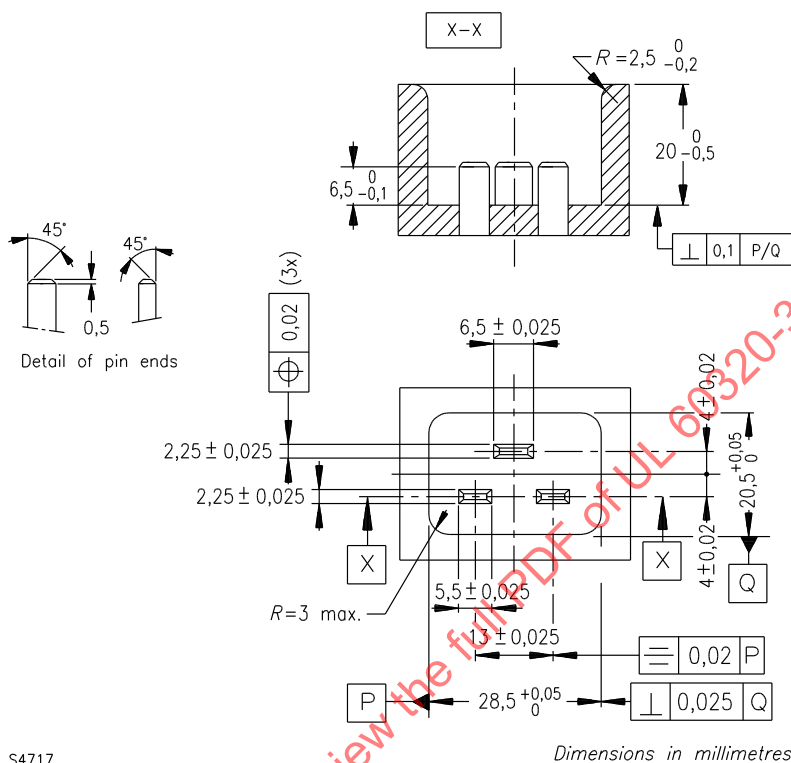 X-X
R=2,5 0 -0,2
20 0 -0,5
6,5 0 -0,1
⊥ 0,1 P/Q
45° 45°
0,5
Detail of pin ends
⌖ 0,02 (3x)
6,5 ± 0,025
4 ± 0,02
2,25 ± 0,025
2,25 ± 0,025
20,5 +0,05 0
4 ± 0,02
X X
Q
R=3 max.
5,5 ± 0,025
13 ± 0,025
⌯ 0,02 P
P
28,5 +0,05 0
⊥ 0,025 Q
S4717
Dimensions in millimetres
iew the full PDF of UL 60320-3